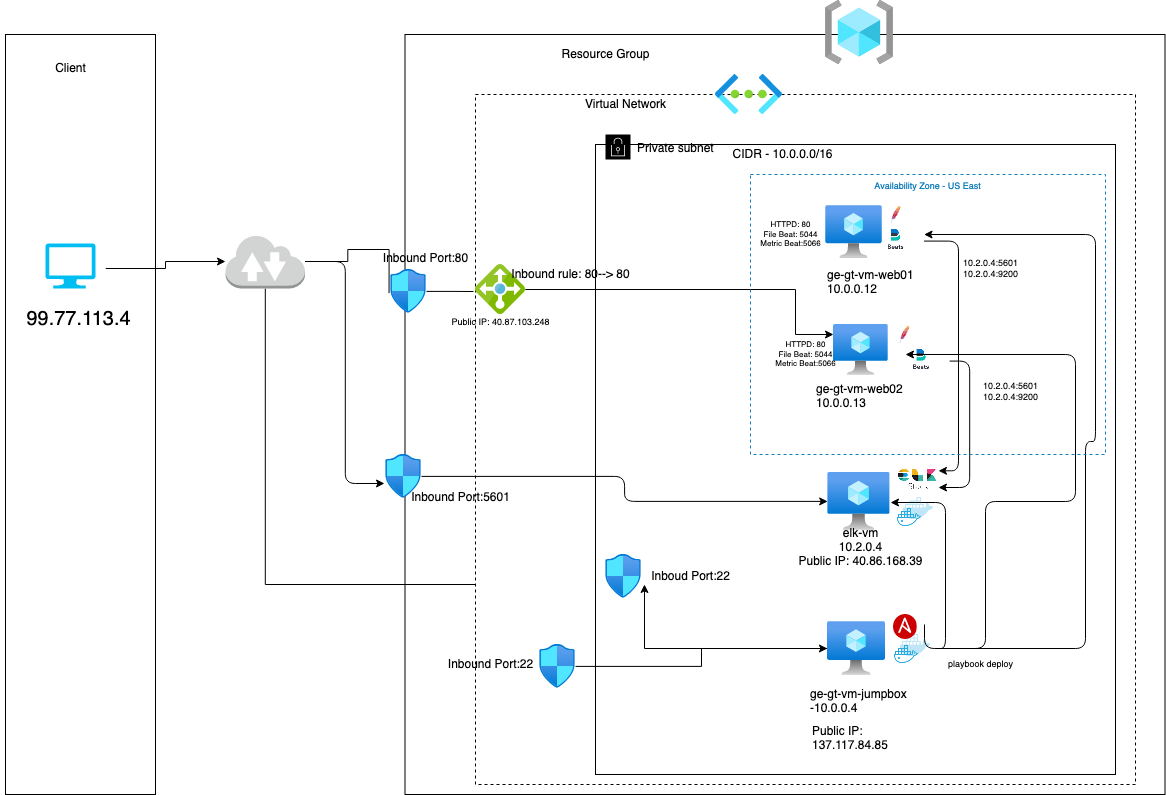 Client
99.77.113.4
Resource Group
Virtual Network
Private subnet
CIDR - 10.0.0.0/16
Availability Zone - US East
HTTPD: 80
File Beat: 5044
Metric Beat:5066
Beats
ge-gt-vm-web01
10.0.0.12
10.2.0.4:5601
10.2.0.4:9200
Inbound Port:80
Inbound rule: 80--> 80
Public IP: 40.87.103.248
HTTPD: 80
File Beat: 5044
Metric Beat:5066
Beats
ge-gt-vm-web02
10.0.0.13
10.2.0.4:5601
10.2.0.4:9200
Inbound Port:5601
elk-vm
10.2.0.4
Public IP: 40.86.168.39
Inboud Port:22
Inbound Port:22
playbook deploy
ge-gt-vm-jumpbox
-10.0.0.4
Public IP:
137.117.84.85